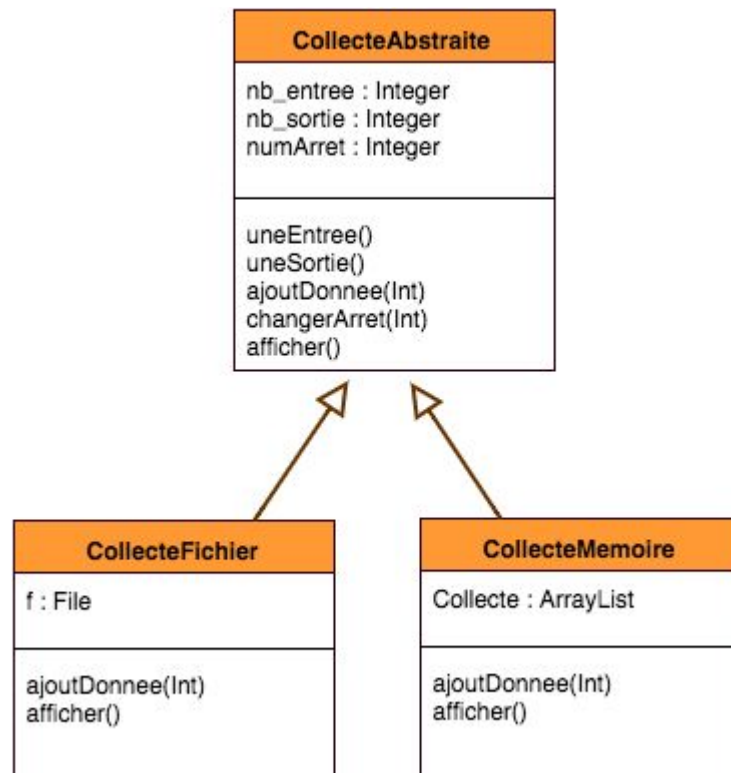 CollecteAbstraite
nb_entree : Integer
nb_sortie : Integer
numArret : Integer
uneEntree()
uneSortie()
ajoutDonnee(Int)
changerArret(Int)
afficher()
CollecteFichier
f : File
ajoutDonnee(Int)
afficher()
CollecteMemoire
Collecte : ArrayList
ajoutDonnee(Int)
afficher()